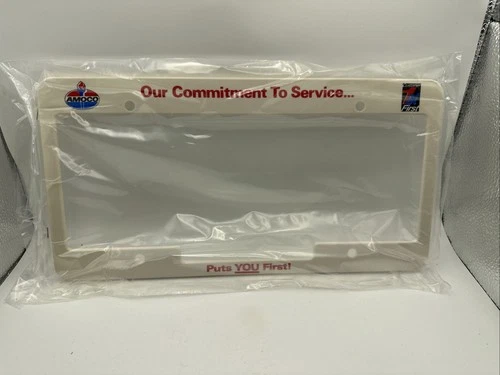 AMOCO
Our Commitment To Service...
First
Puts YOU First!